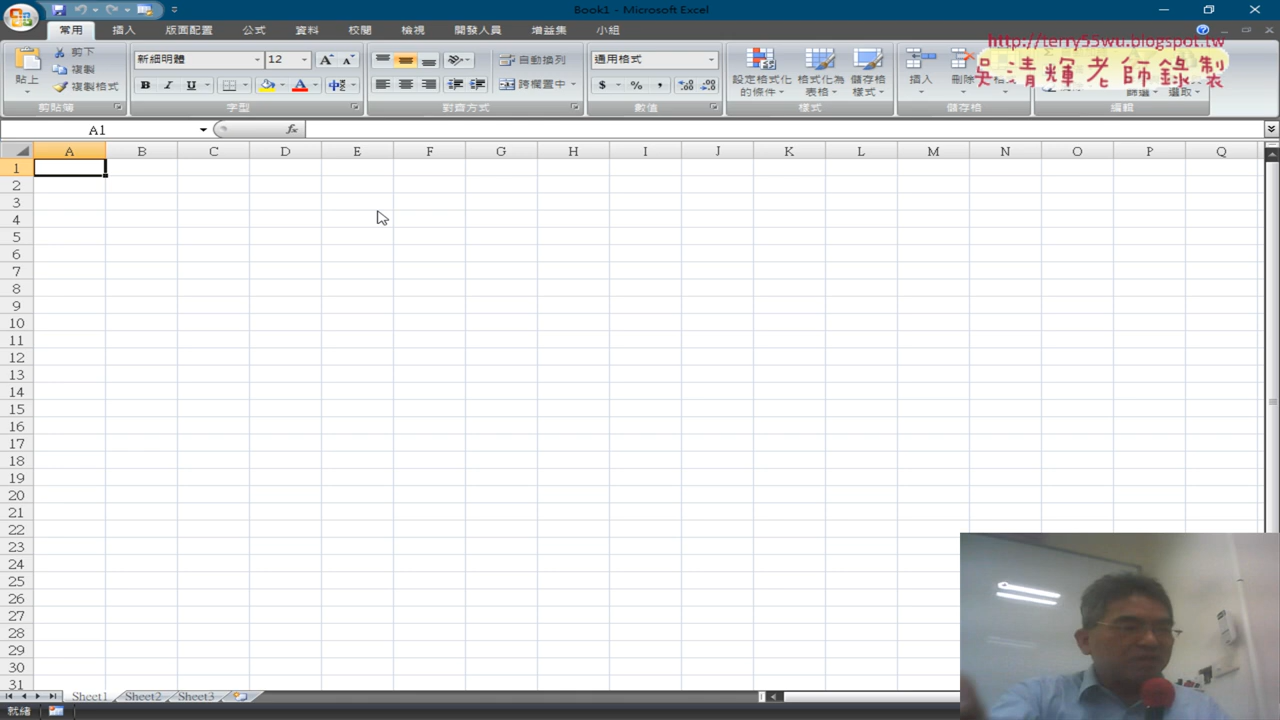 Book1 - Microsoft Excel
常用 插入 版面配置 公式 資料 校閱 檢視 開發人員 增益集 小組
http://terry55wu.blogspot.tw
吳清輝老師錄製
貼上 剪下 複製 複製格式
新細明體 12
B I U
自動換列
跨欄置中
通用格式
$ % ,
設定格式化的條件 格式化為表格 儲存格樣式
插入 刪除
篩選 選取
剪貼簿 字型 對齊方式 數值 樣式 儲存格 編輯
A1 fx
A B C D E F G H I J K L M N O P Q
1
2
3
4
5
6
7
8
9
10
11
12
13
14
15
16
17
18
19
20
21
22
23
24
25
26
27
28
29
30
31
Sheet1 Sheet2 Sheet3
就緒